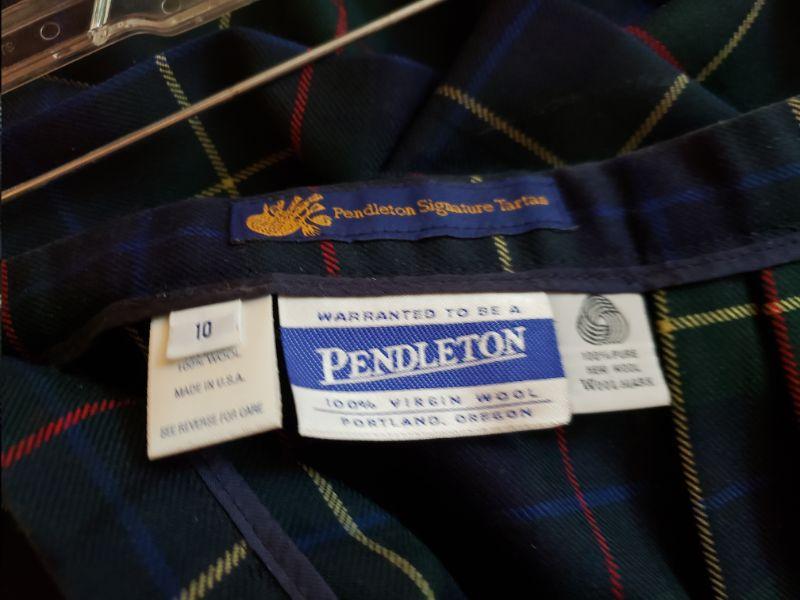 Pendleton Signature Tartan
10
100% WOOL
MADE IN U.S.A.
SEE REVERSE FOR CARE
WARRANTED TO BE A
PENDLETON
100% VIRGIN WOOL
PORTLAND, OREGON
100% PURE
NEW WOOL
WOOLMARK